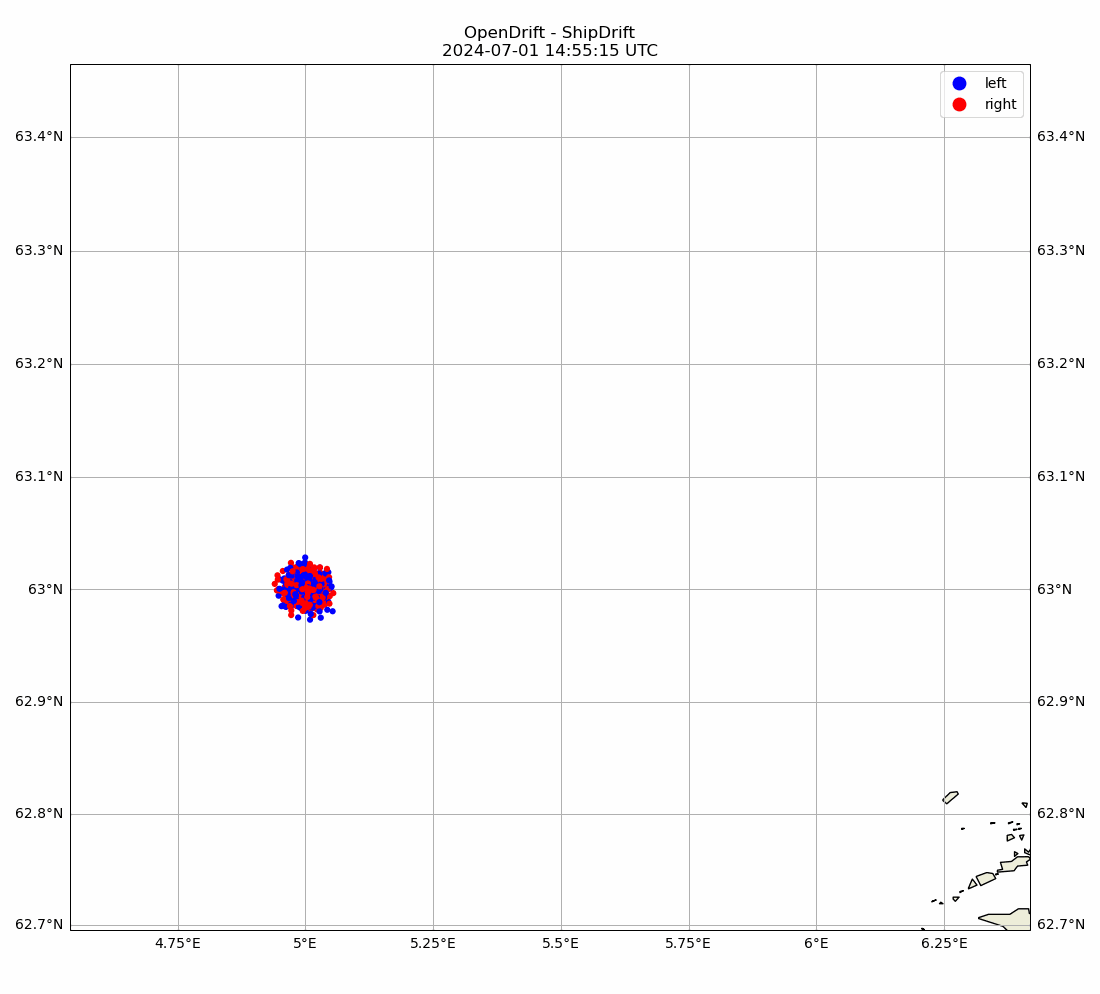 OpenDrift - ShipDrift
2024-07-01 14:55:15 UTC
left
right
63.4°N 63.4°N
63.3°N 63.3°N
63.2°N 63.2°N
63.1°N 63.1°N
63°N 63°N
62.9°N 62.9°N
62.8°N 62.8°N
62.7°N 62.7°N
4.75°E 5°E 5.25°E 5.5°E 5.75°E 6°E 6.25°E